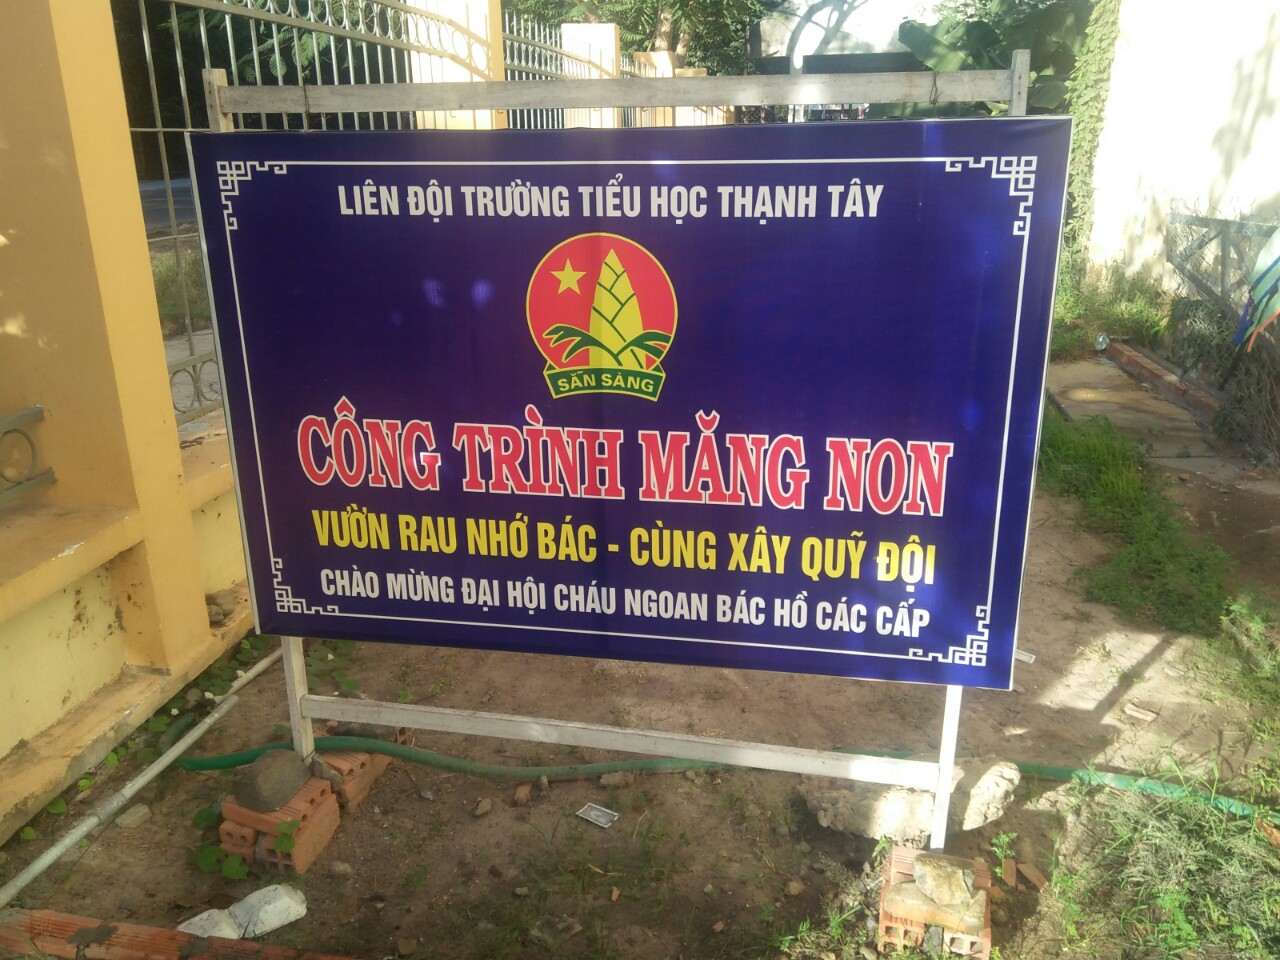 LIÊN ĐỘI TRƯỜNG TIỂU HỌC THẠNH TÂY
SẴN SÀNG
CÔNG TRÌNH MĂNG NON
VƯỜN RAU NHỚ BÁC - CÙNG XÂY QUỸ ĐỘI
CHÀO MỪNG ĐẠI HỘI CHÁU NGOAN BÁC HỒ CÁC CẤP